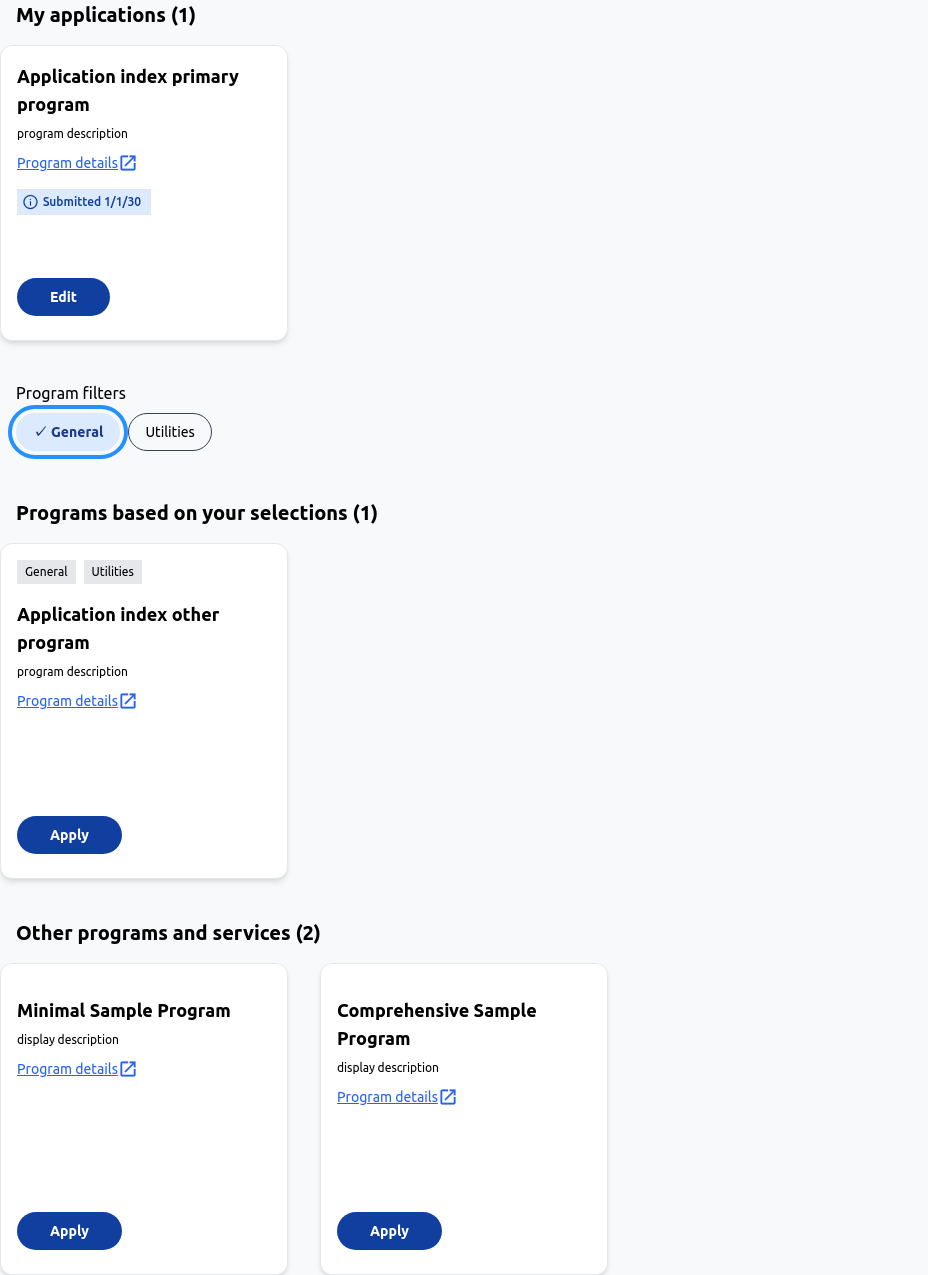 My applications (1)
Application index primary
program
program description
Program details
Submitted 1/1/30
Edit
Program filters
✓ General
Utilities
Programs based on your selections (1)
General
Utilities
Application index other
program
program description
Program details
Apply
Other programs and services (2)
Minimal Sample Program
display description
Program details
Apply
Comprehensive Sample
Program
display description
Program details
Apply